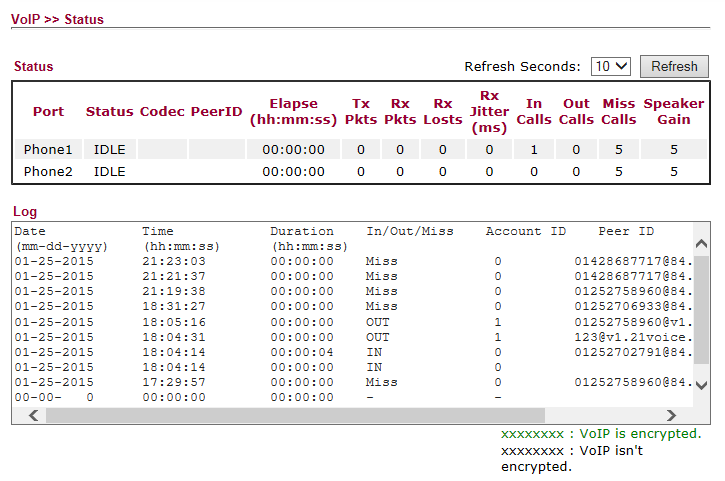 VoIP >> Status
Status Refresh Seconds: 10 Refresh
Port Status Codec PeerID Elapse (hh:mm:ss) Tx Pkts Rx Pkts Rx Losts Rx Jitter (ms) In Calls Out Calls Miss Calls Speaker Gain
Phone1 IDLE 00:00:00 0 0 0 0 1 0 5 5
Phone2 IDLE 00:00:00 0 0 0 0 0 0 5 5
Log
Date Time Duration In/Out/Miss Account ID Peer ID
(mm-dd-yyyy) (hh:mm:ss) (hh:mm:ss)
01-25-2015 21:23:03 00:00:00 Miss 0 01428687717@84.
01-25-2015 21:21:37 00:00:00 Miss 0 01428687717@84.
01-25-2015 21:19:38 00:00:00 Miss 0 01252758960@84.
01-25-2015 18:31:27 00:00:00 Miss 0 01252706933@84.
01-25-2015 18:05:16 00:00:00 OUT 1 01252758960@v1.
01-25-2015 18:04:31 00:00:00 OUT 1 123@v1.21voice.
01-25-2015 18:04:14 00:00:04 IN 0 01252702791@84.
01-25-2015 18:04:14 00:00:00 IN 0
01-25-2015 17:29:57 00:00:00 Miss 0 01252758960@84.
00-00- 0 00:00:00 00:00:00 - -
xxxxxxxx : VoIP is encrypted.
xxxxxxxx : VoIP isn't
encrypted.